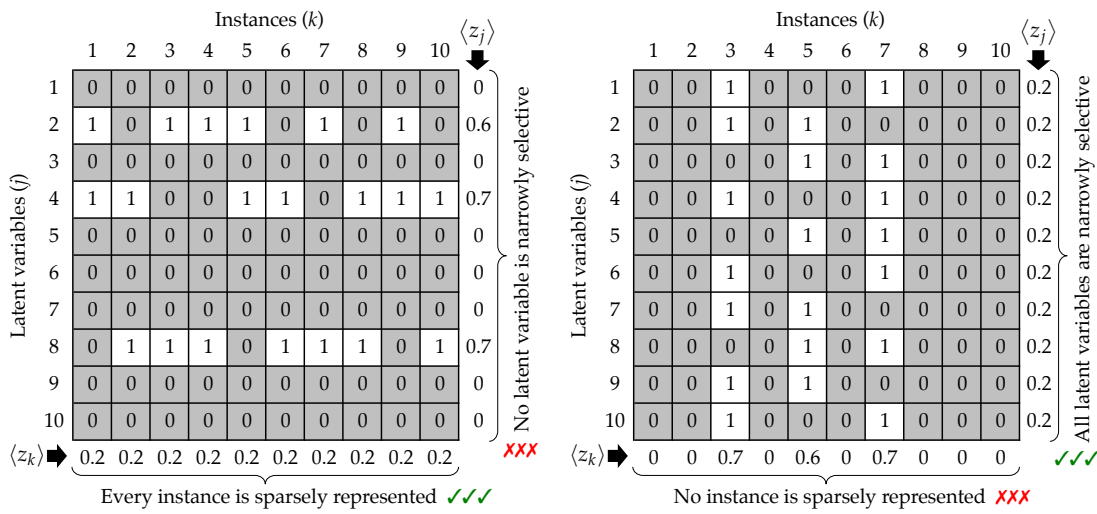 Instances (k)
⟨z_j⟩
1 2 3 4 5 6 7 8 9 10
1 0 0 0 0 0 0 0 0 0 0 0
2 1 0 1 1 1 0 1 0 1 0 0.6
3 0 0 0 0 0 0 0 0 0 0 0
4 1 1 0 0 1 1 0 1 1 1 0.7
5 0 0 0 0 0 0 0 0 0 0 0
6 0 0 0 0 0 0 0 0 0 0 0
7 0 0 0 0 0 0 0 0 0 0 0
8 0 1 1 1 0 1 1 1 0 1 0.7
9 0 0 0 0 0 0 0 0 0 0 0
10 0 0 0 0 0 0 0 0 0 0 0
⟨z_k⟩ 0.2 0.2 0.2 0.2 0.2 0.2 0.2 0.2 0.2 0.2
Latent variables (j)
No latent variable is narrowly selective
✗✗✗
Every instance is sparsely represented ✓✓✓
Instances (k)
⟨z_j⟩
1 2 3 4 5 6 7 8 9 10
1 0 0 1 0 0 0 1 0 0 0 0.2
2 0 0 1 0 1 0 0 0 0 0 0.2
3 0 0 0 0 1 0 1 0 0 0 0.2
4 0 0 1 0 0 0 1 0 0 0 0.2
5 0 0 0 0 1 0 1 0 0 0 0.2
6 0 0 1 0 0 0 1 0 0 0 0.2
7 0 0 1 0 1 0 0 0 0 0 0.2
8 0 0 0 0 1 0 1 0 0 0 0.2
9 0 0 1 0 1 0 0 0 0 0 0.2
10 0 0 1 0 0 0 1 0 0 0 0.2
⟨z_k⟩ 0 0 0.7 0 0.6 0 0.7 0 0 0
Latent variables (j)
All latent variables are narrowly selective
✓✓✓
No instance is sparsely represented ✗✗✗